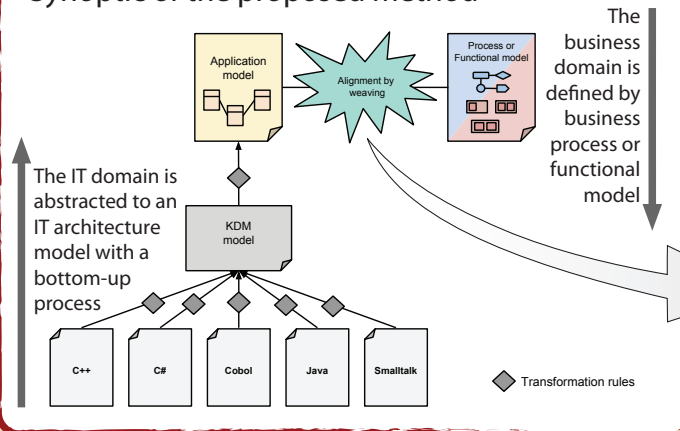 Synoptic of the proposed method
The
business
domain is
defined by
business
process or
functional
model
Application
model
Alignment by
weaving
Process or
Functional model
The IT domain is
abstracted to an
IT architecture
model with a
bottom-up
process
KDM
model
C++
C#
Cobol
Java
Smalltalk
Transformation rules